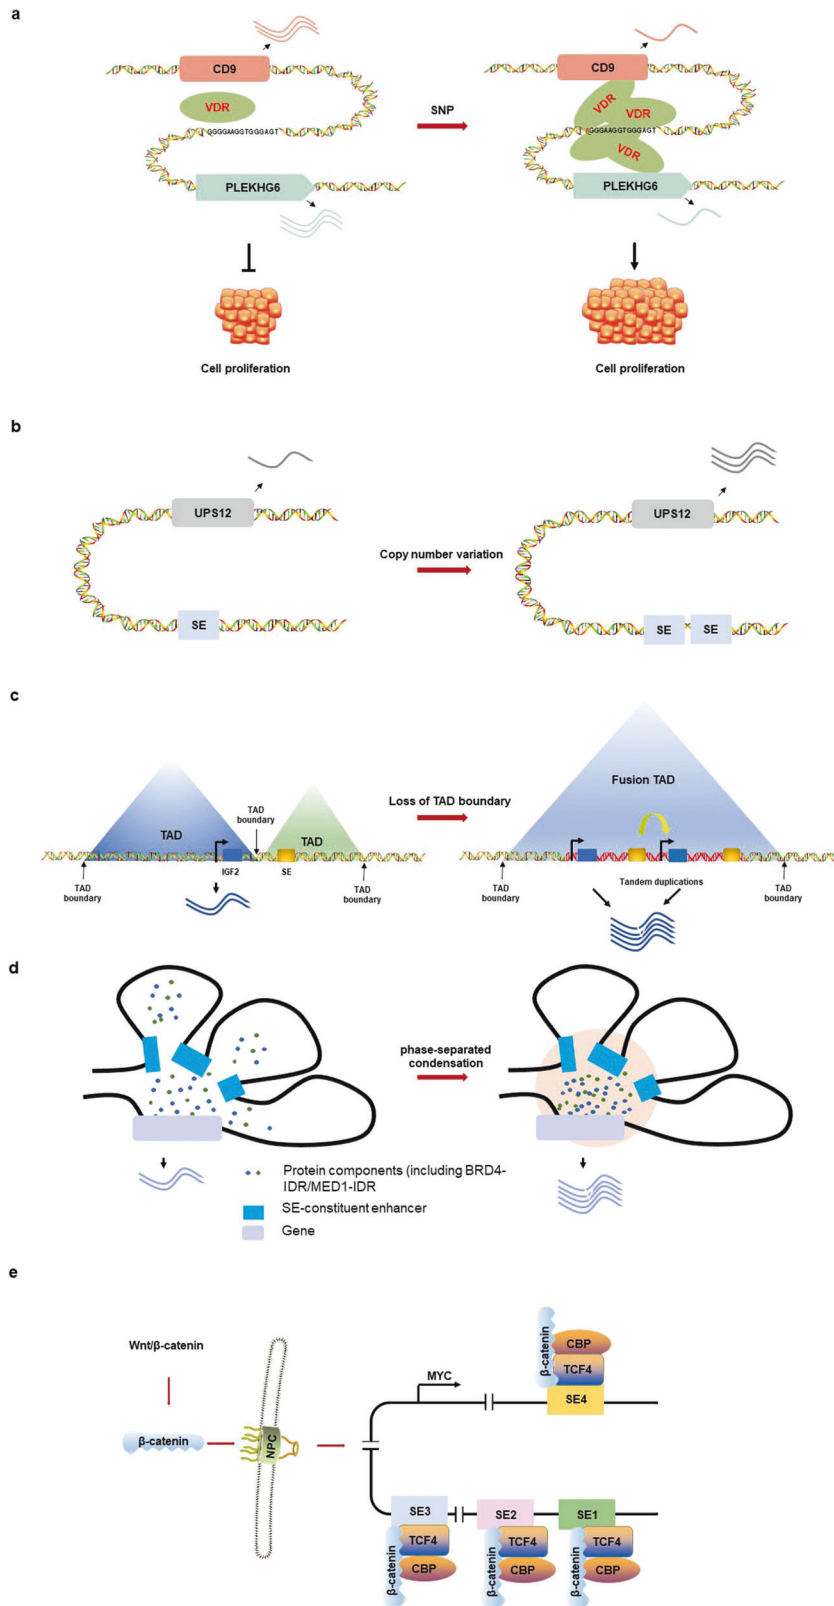 a
CD9
CD9
VDR
SNP
VDR
VDR
GGGGAAGGTGGGAGT
GGGAAGGTGGGAGT
VDR
PLEKHG6
PLEKHG6
Cell proliferation
Cell proliferation
b
UPS12
UPS12
Copy number variation
SE
SE
SE
c
Fusion TAD
Loss of TAD boundary
TAD
boundary
TAD
TAD
IGF2
SE
TAD
boundary
TAD
boundary
TAD
boundary
Tandem duplications
TAD
boundary
d
phase-separated
condensation
Protein components (including BRD4-
IDR/MED1-IDR
SE-constituent enhancer
Gene
e
Wnt/β-catenin
β-catenin
CBP
TCF4
MYC
SE4
β-catenin
NPC
SE3
SE2
SE1
β-catenin
TCF4
CBP
β-catenin
TCF4
CBP
β-catenin
TCF4
CBP